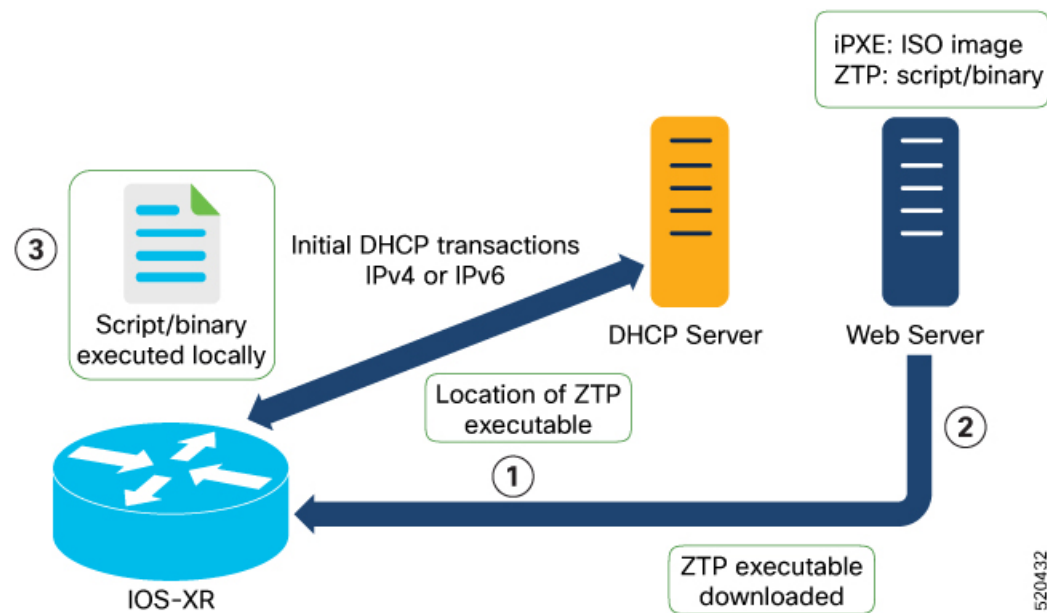 iPXE: ISO image
ZTP: script/binary
3
Script/binary
executed locally
Initial DHCP transactions
IPv4 or IPv6
DHCP Server
Web Server
Location of ZTP
executable
1
2
ZTP executable
downloaded
IOS-XR
520432